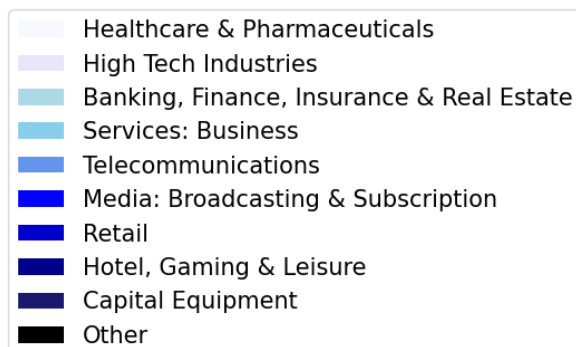 Healthcare & Pharmaceuticals
High Tech Industries
Banking, Finance, Insurance & Real Estate
Services: Business
Telecommunications
Media: Broadcasting & Subscription
Retail
Hotel, Gaming & Leisure
Capital Equipment
Other